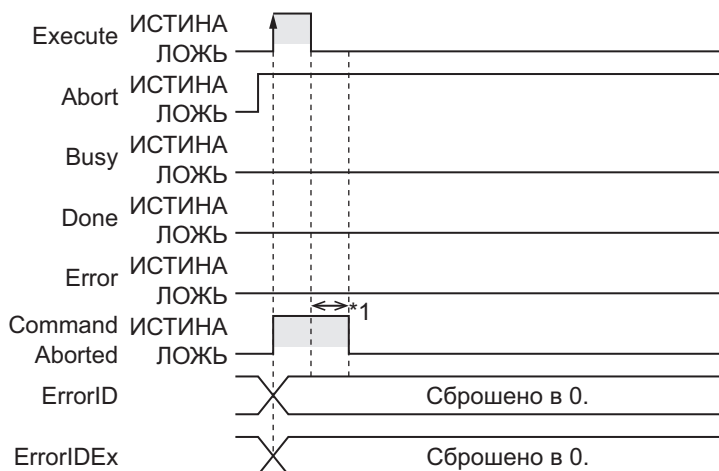 Execute ИСТИНА
ЛОЖЬ
Abort ИСТИНА
ЛОЖЬ
Busy ИСТИНА
ЛОЖЬ
Done ИСТИНА
ЛОЖЬ
Error ИСТИНА
ЛОЖЬ
*1
Command ИСТИНА
Aborted ЛОЖЬ
ErrorID Сброшено в 0.
ErrorIDEx Сброшено в 0.